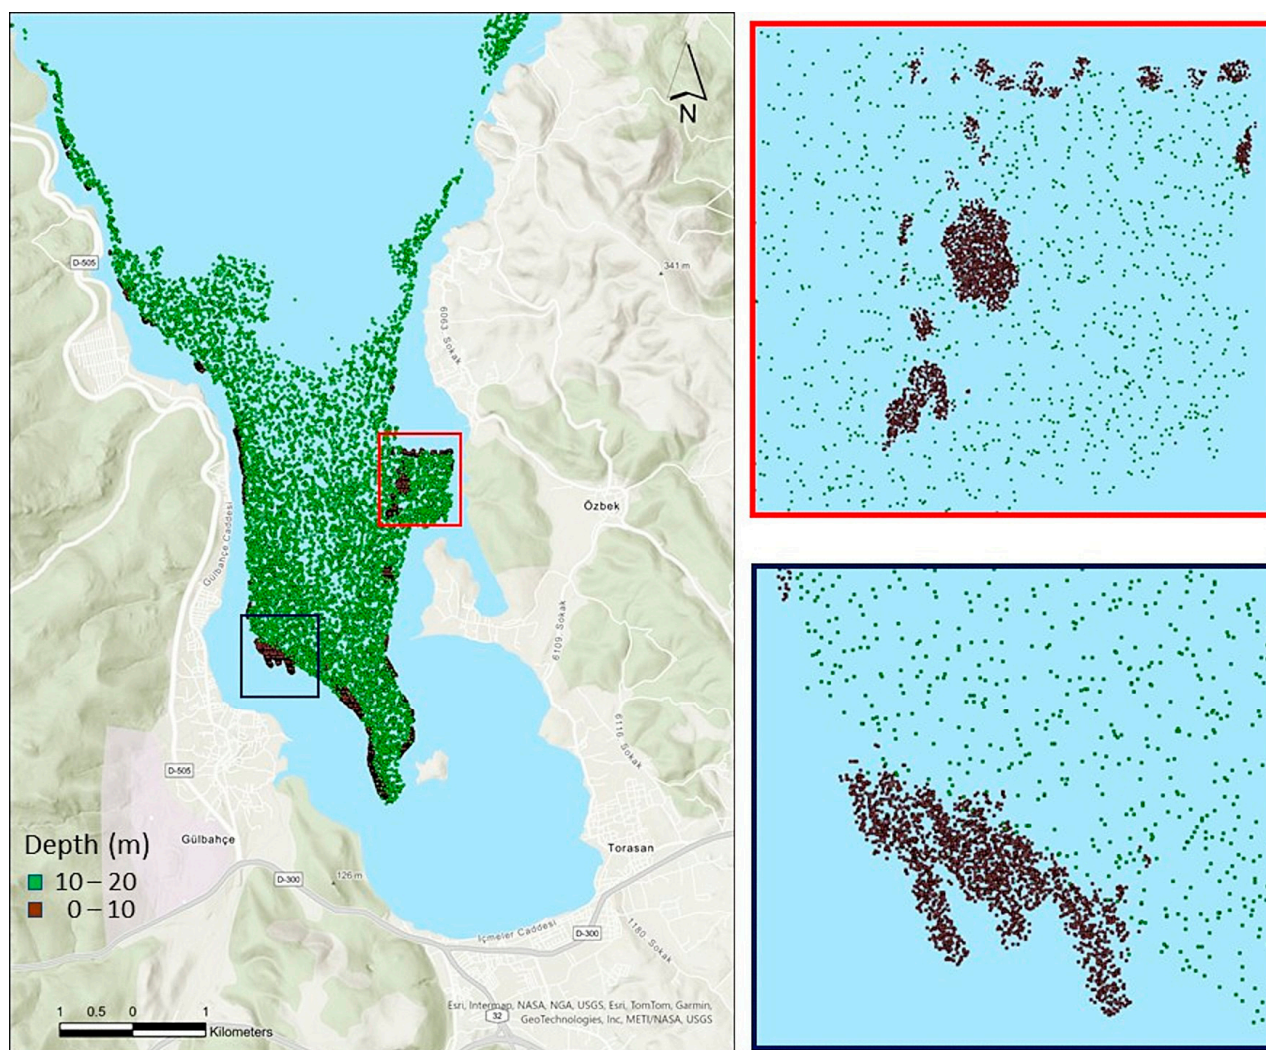 N
D-505
341 m
6063. Sokak
Özbek
Gülbahçe Caddesi
6109. Sokak
6116. Sokak
D-505
Gülbahçe
Torasan
Depth (m)
10 – 20
0 – 10
126 m
D-300
İçmeler Caddesi
D-300
1180. Sokak
Esri, Intermap, NASA, NGA, USGS, Esri, TomTom, Garmin,
32
GeoTechnologies, Inc, METI/NASA, USGS
1 0.5 0 1
Kilometers